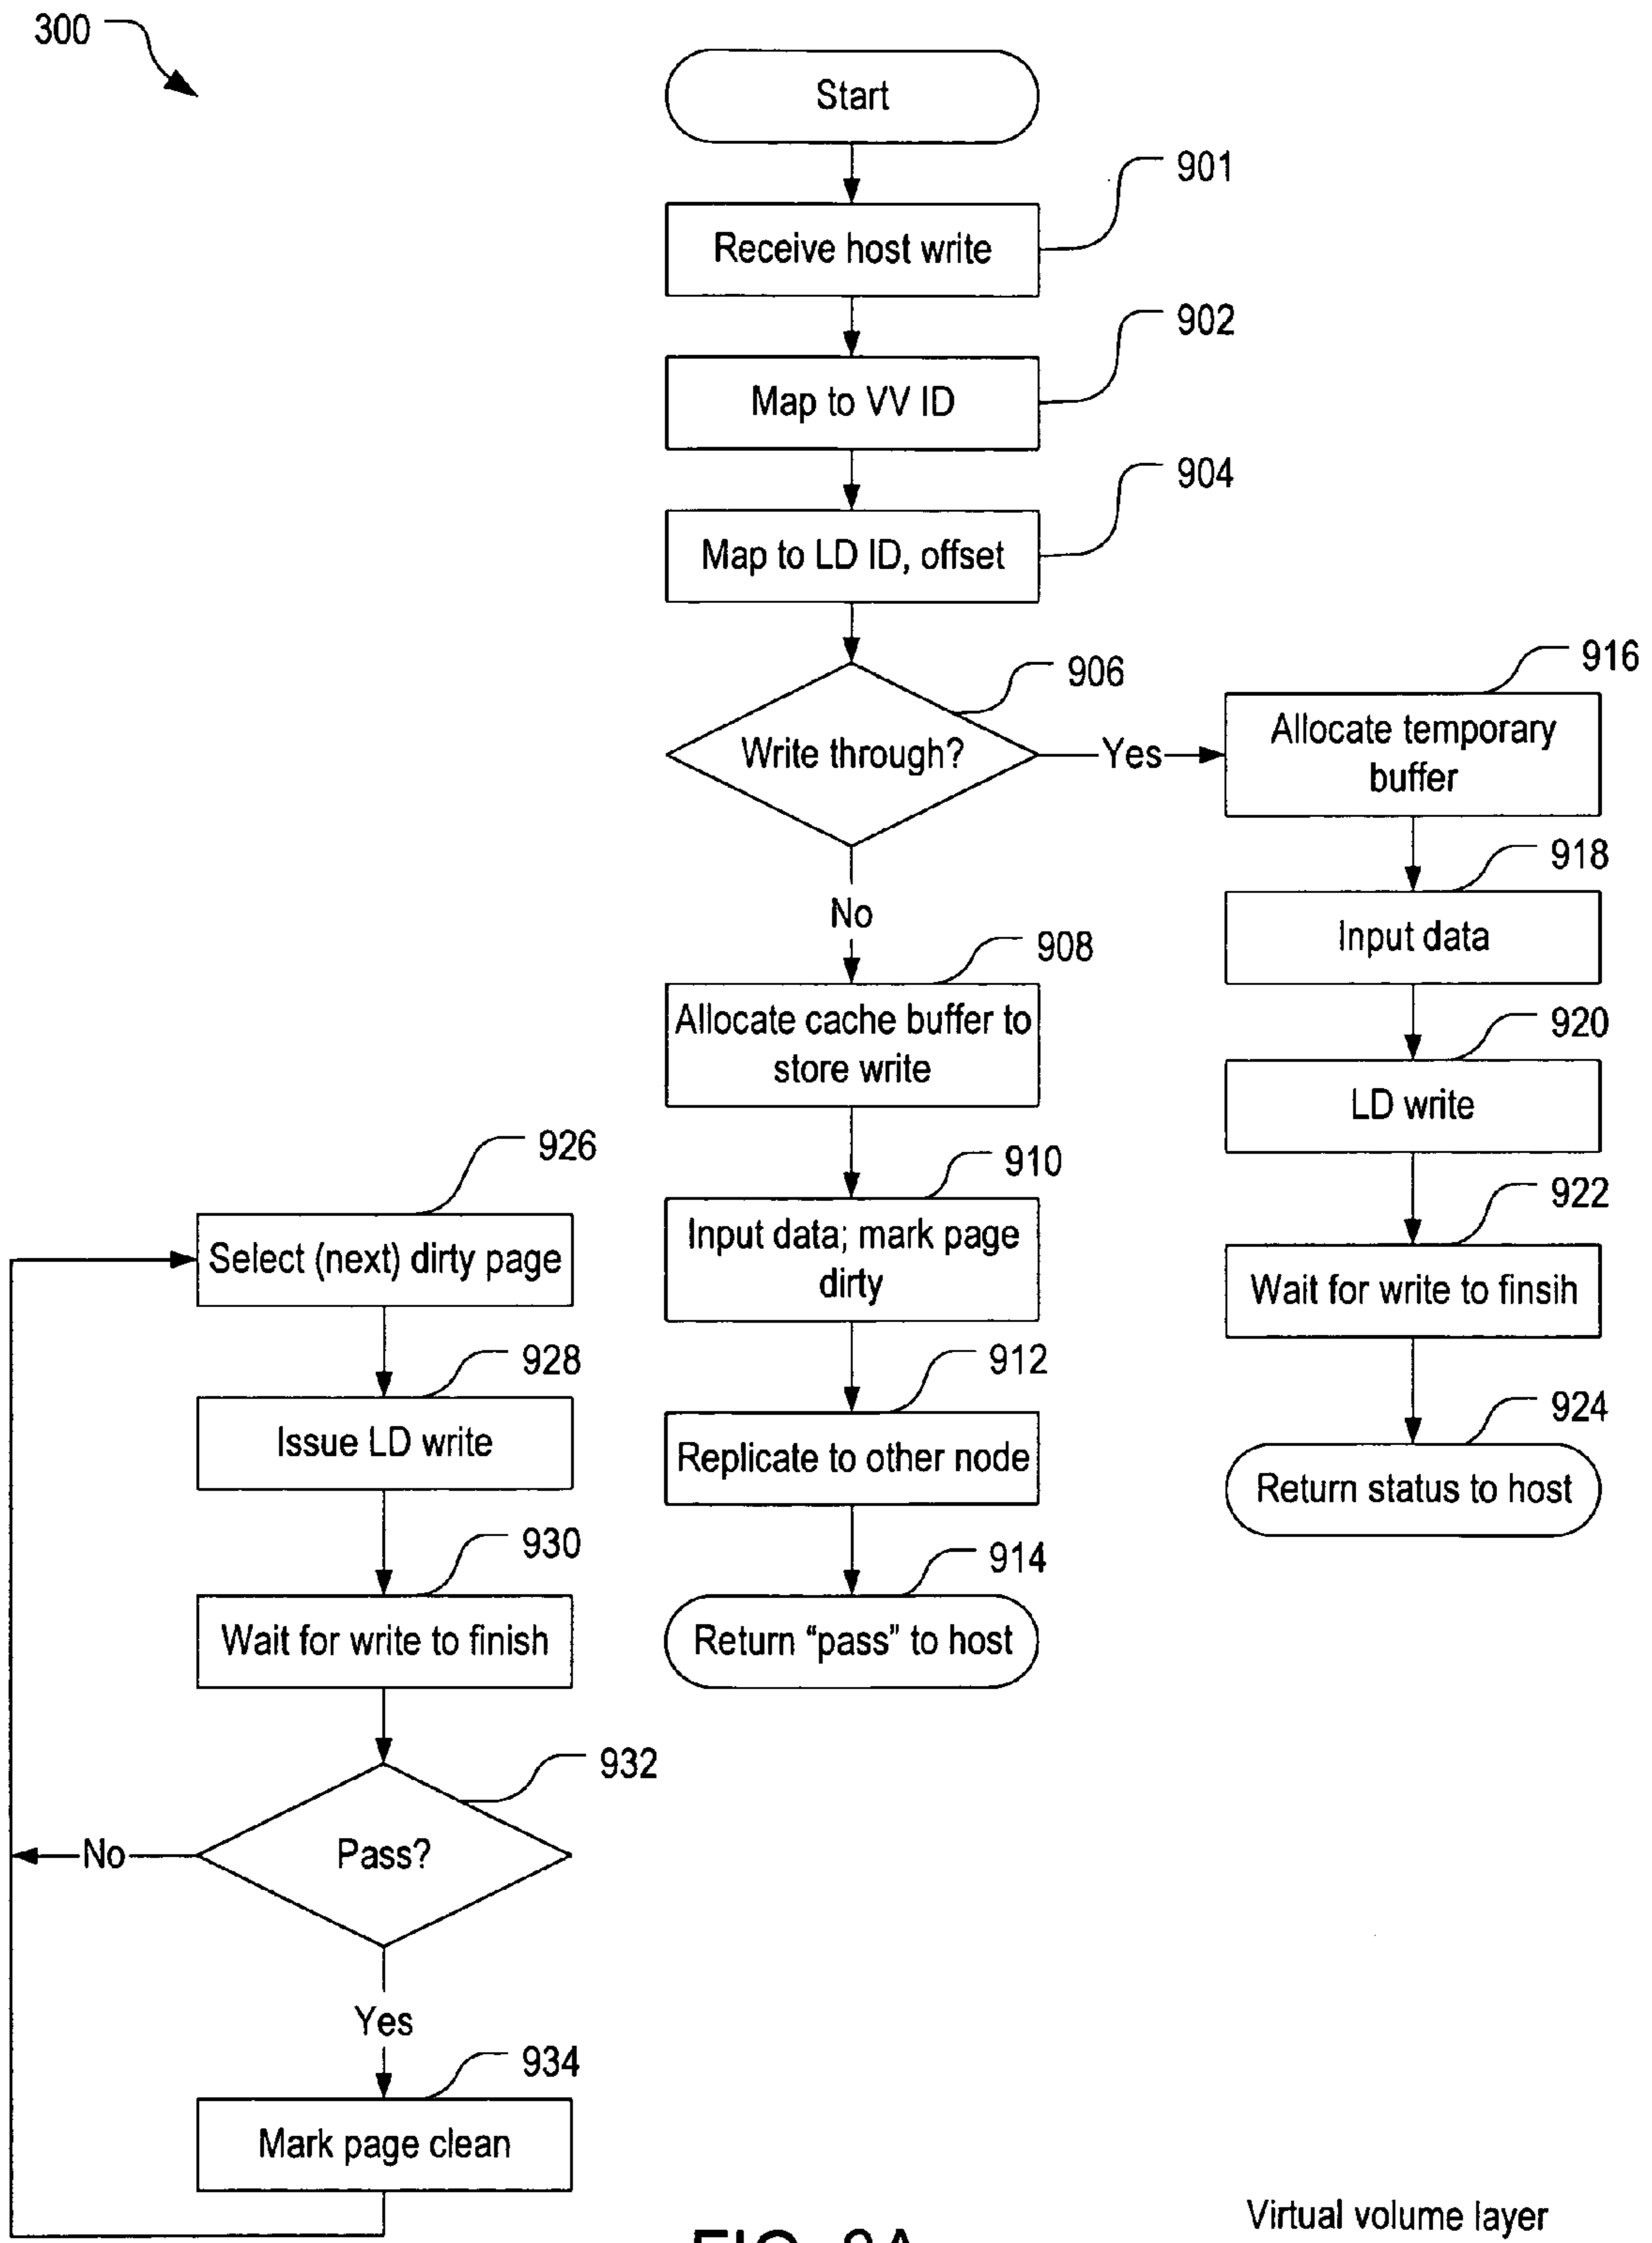 300
Start
901
Receive host write
902
Map to VV ID
904
Map to LD ID, offset
906
Write through?
Yes
No
916
Allocate temporary
buffer
918
Input data
920
LD write
922
Wait for write to finsih
924
Return status to host
908
Allocate cache buffer to
store write
910
Input data; mark page
dirty
912
Replicate to other node
914
Return “pass” to host
926
Select (next) dirty page
928
Issue LD write
930
Wait for write to finish
932
Pass?
No
Yes
934
Mark page clean
Virtual volume layer